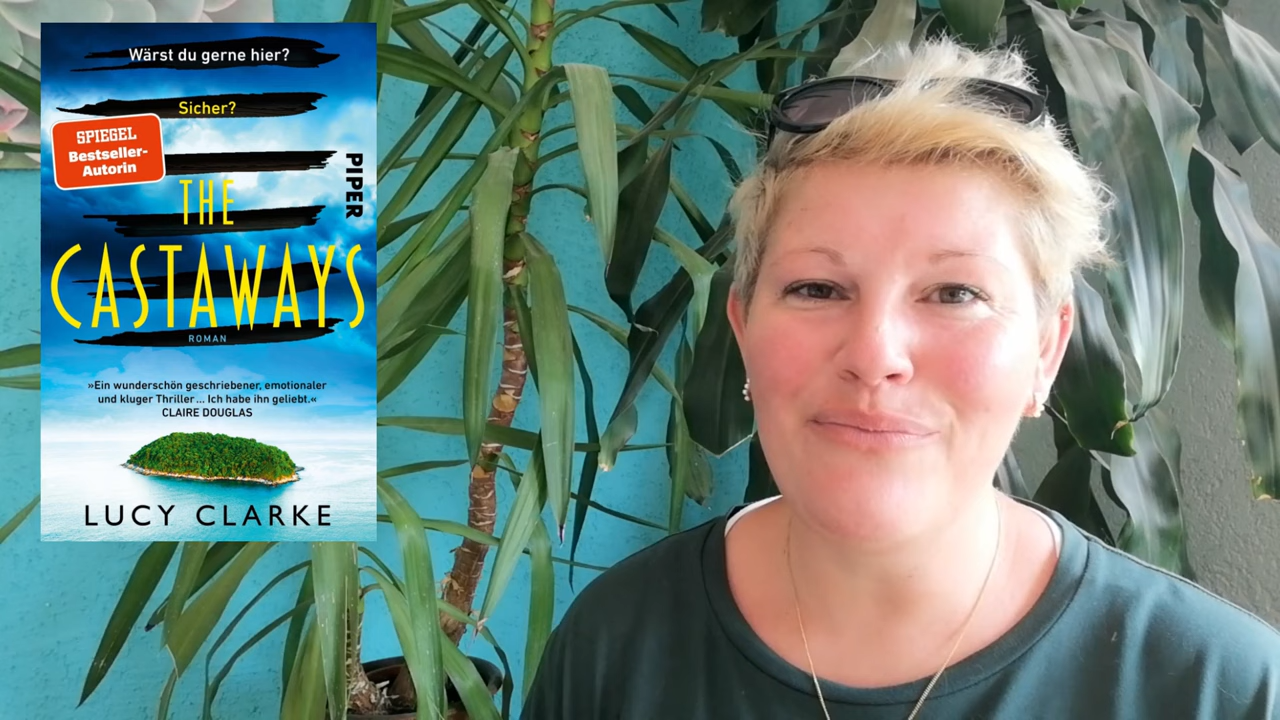 Wärst du gerne hier?
Sicher?
SPIEGEL
Bestseller-
Autorin
PIPER
THE
CASTAWAYS
ROMAN
»Ein wunderschön geschriebener, emotionaler
und kluger Thriller ... Ich habe ihn geliebt.«
CLAIRE DOUGLAS
LUCY CLARKE